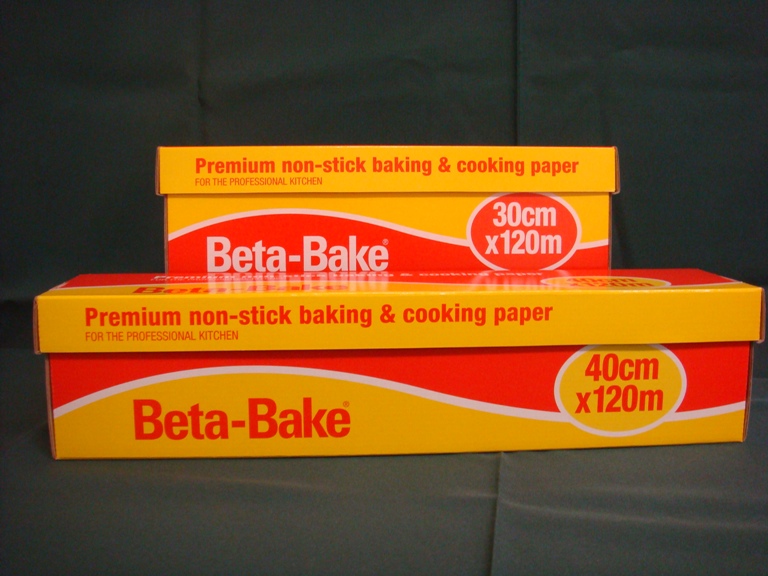 Premium non-stick baking & cooking paper
FOR THE PROFESSIONAL KITCHEN
30cm
x120m
Beta-Bake®
Premium non-stick baking & cooking paper
FOR THE PROFESSIONAL KITCHEN
40cm
x120m
Beta-Bake®